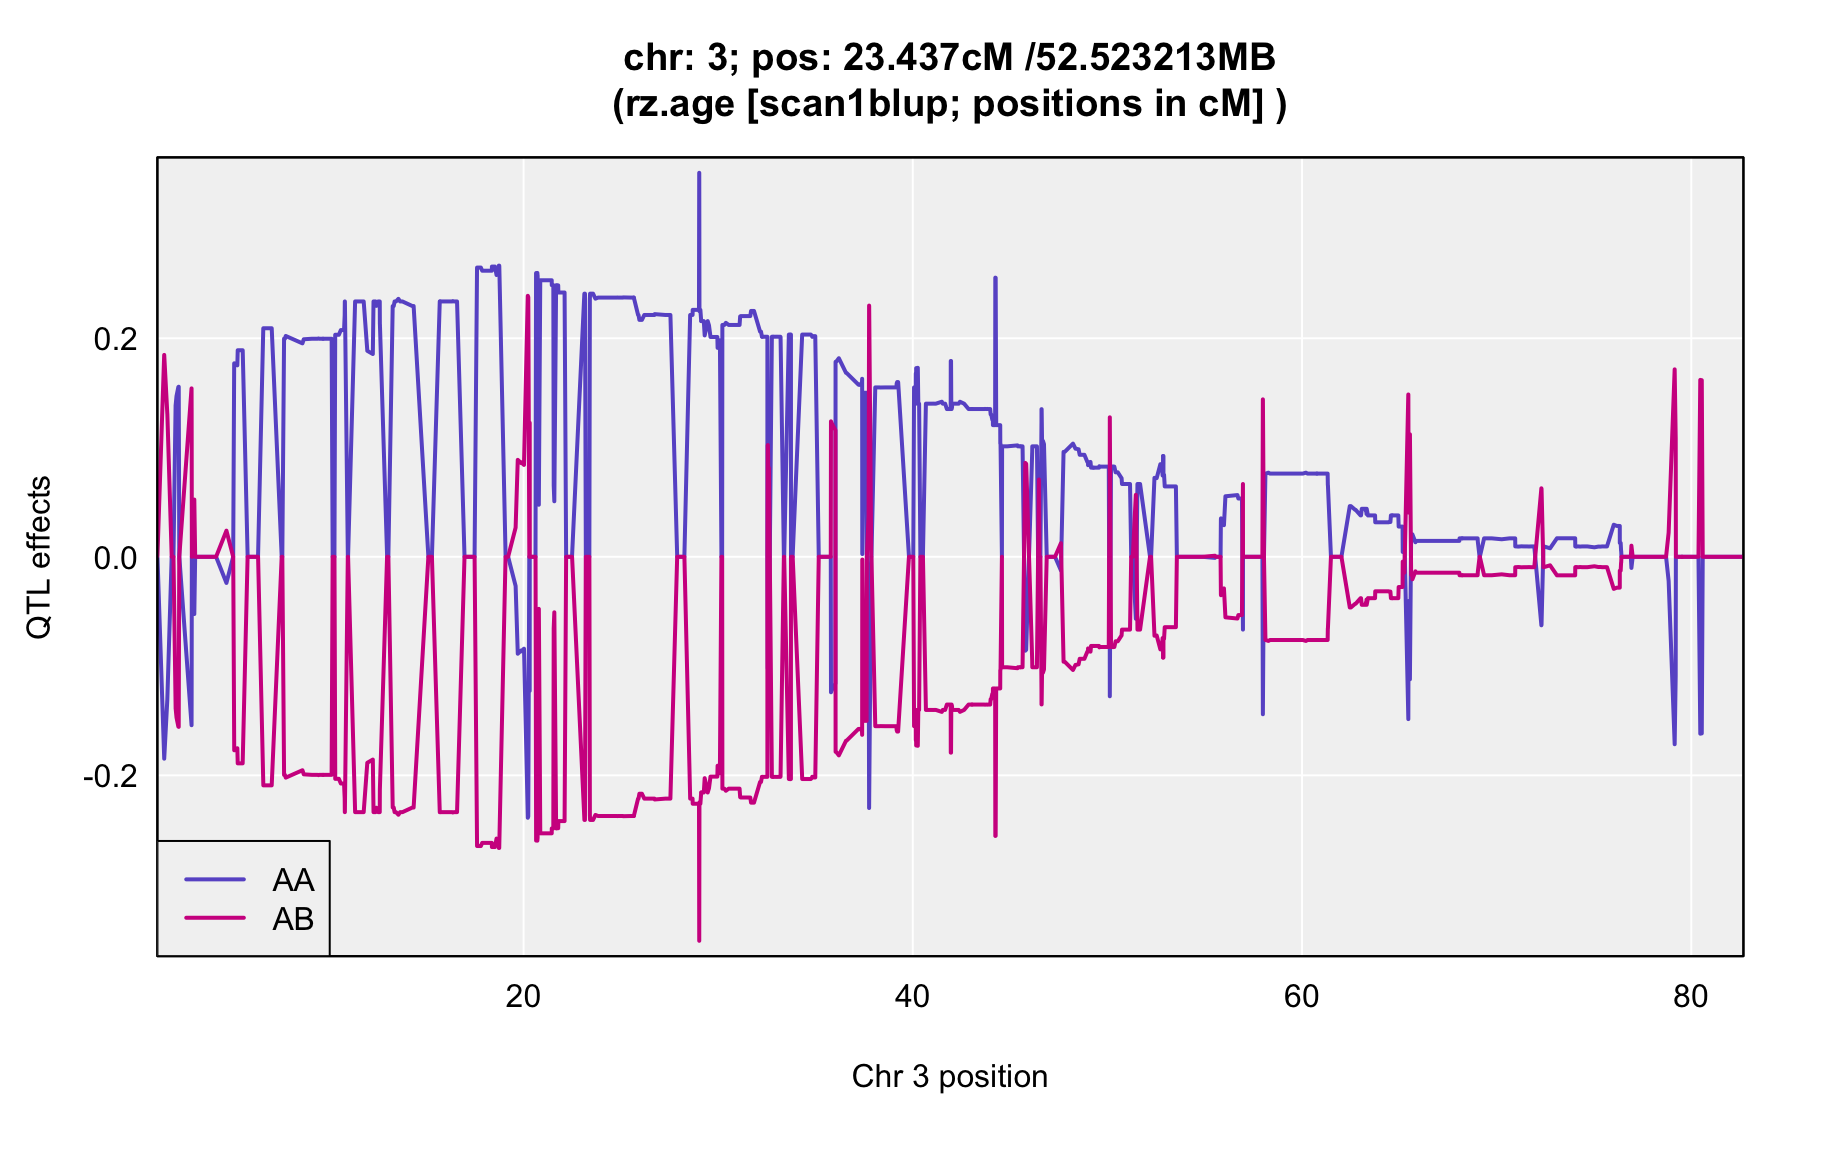 chr: 3; pos: 23.437cM /52.523213MB
(rz.age [scan1blup; positions in cM] )
QTL effects
0.2
0.0
-0.2
AA
AB
20
40
60
80
Chr 3 position